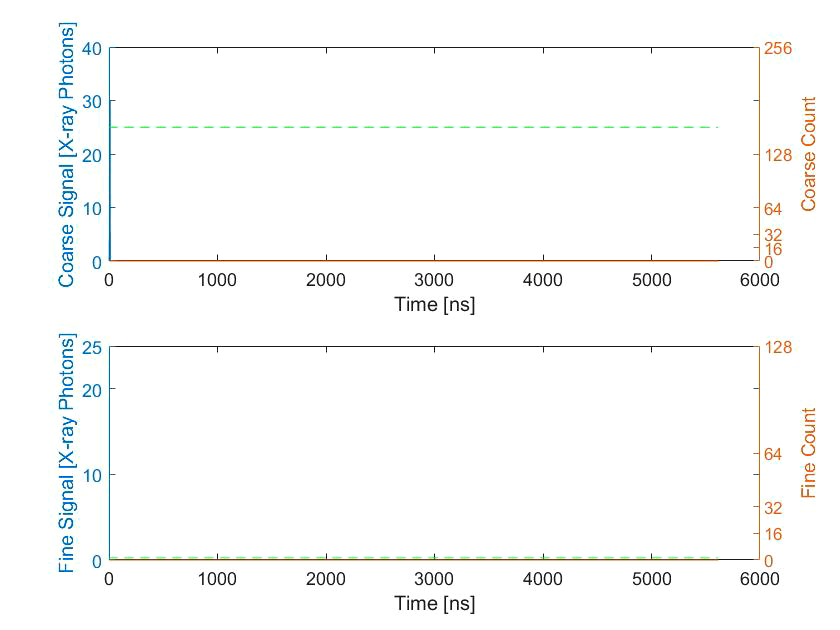 Coarse Signal [X-ray Photons]
40
30
20
10
0
256
128
64
32
16
0
Coarse Count
0 1000 2000 3000 4000 5000 6000
Time [ns]
Fine Signal [X-ray Photons]
25
20
10
0
128
64
32
16
0
Fine Count
0 1000 2000 3000 4000 5000 6000
Time [ns]